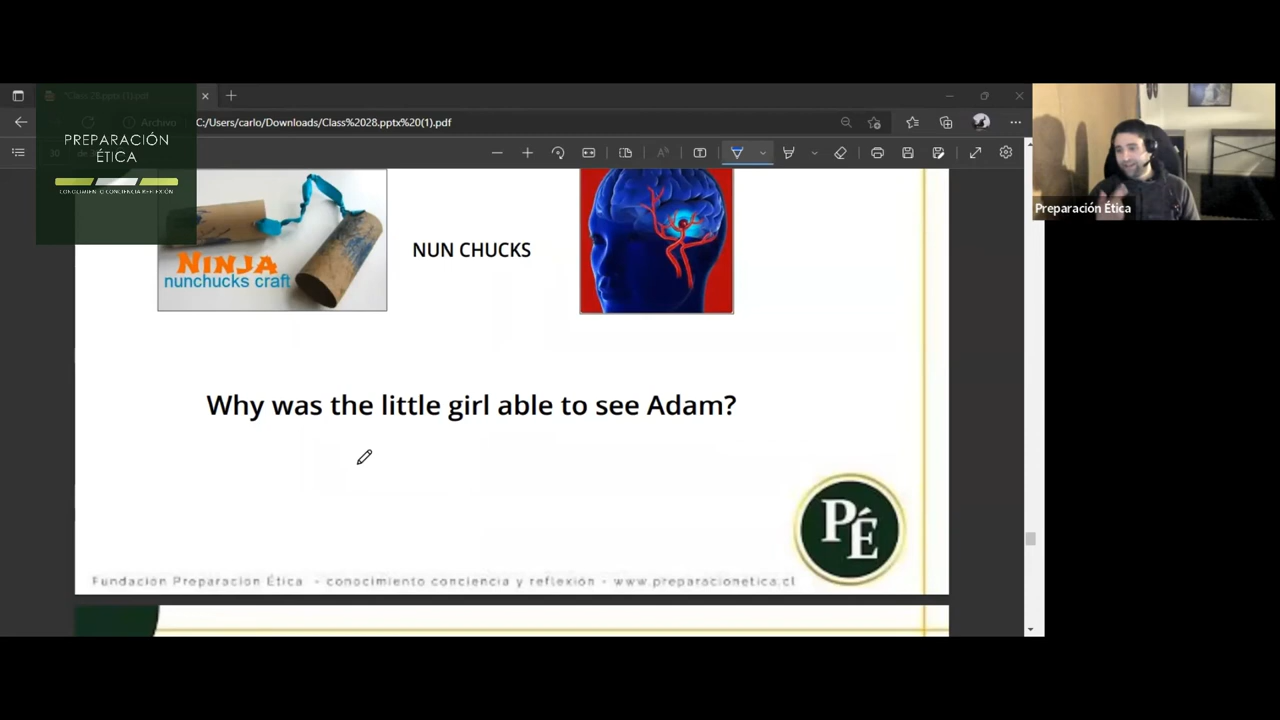 C:/Users/carlo/Downloads/Class%2028.pptx%20(1).pdf
PREPARACIÓN
ÉTICA
CONOCIMIENTO CONCIENCIA REFLEXIÓN
Preparación Ética
NINJA
nunchucks craft
NUN CHUCKS
Why was the little girl able to see Adam?
PÉ
Fundación Preparación Ética - conocimiento conciencia y reflexión - www.preparacionetica.cl